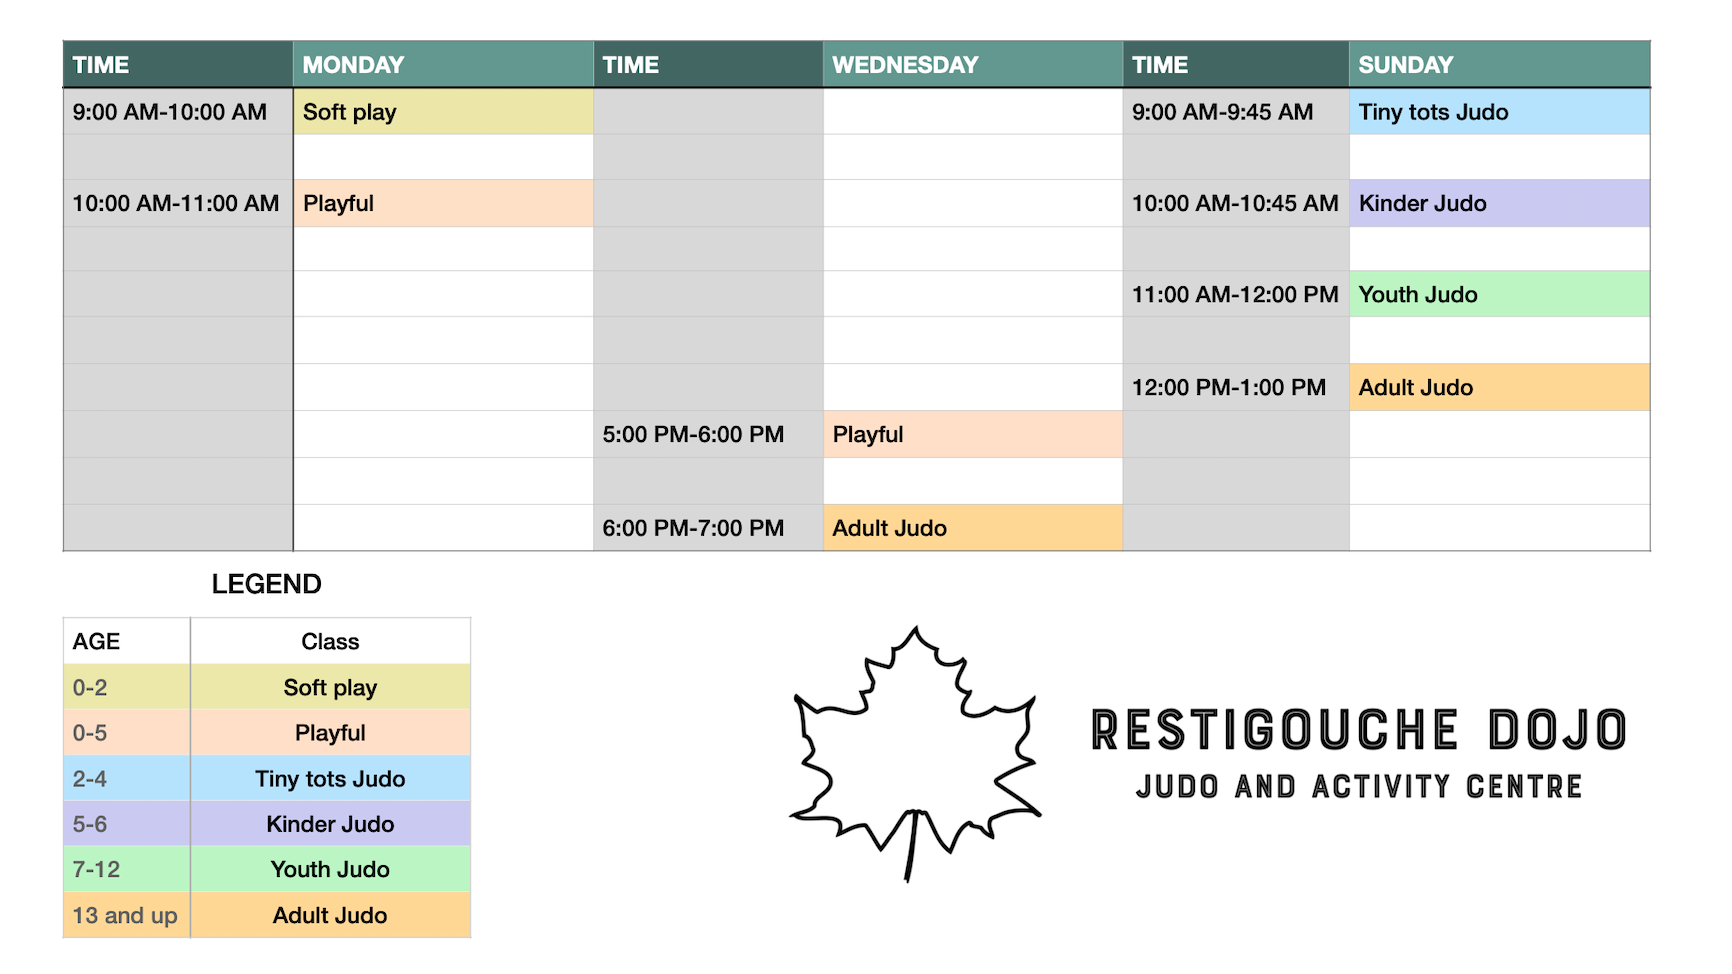 TIME MONDAY TIME WEDNESDAY TIME SUNDAY
9:00 AM-10:00 AM Soft play 9:00 AM-9:45 AM Tiny tots Judo
10:00 AM-11:00 AM Playful 10:00 AM-10:45 AM Kinder Judo
11:00 AM-12:00 PM Youth Judo
12:00 PM-1:00 PM Adult Judo
5:00 PM-6:00 PM Playful
6:00 PM-7:00 PM Adult Judo
LEGEND
AGE Class
0-2 Soft play
0-5 Playful
2-4 Tiny tots Judo
5-6 Kinder Judo
7-12 Youth Judo
13 and up Adult Judo
RESTIGOUCHE DOJO
JUDO AND ACTIVITY CENTRE